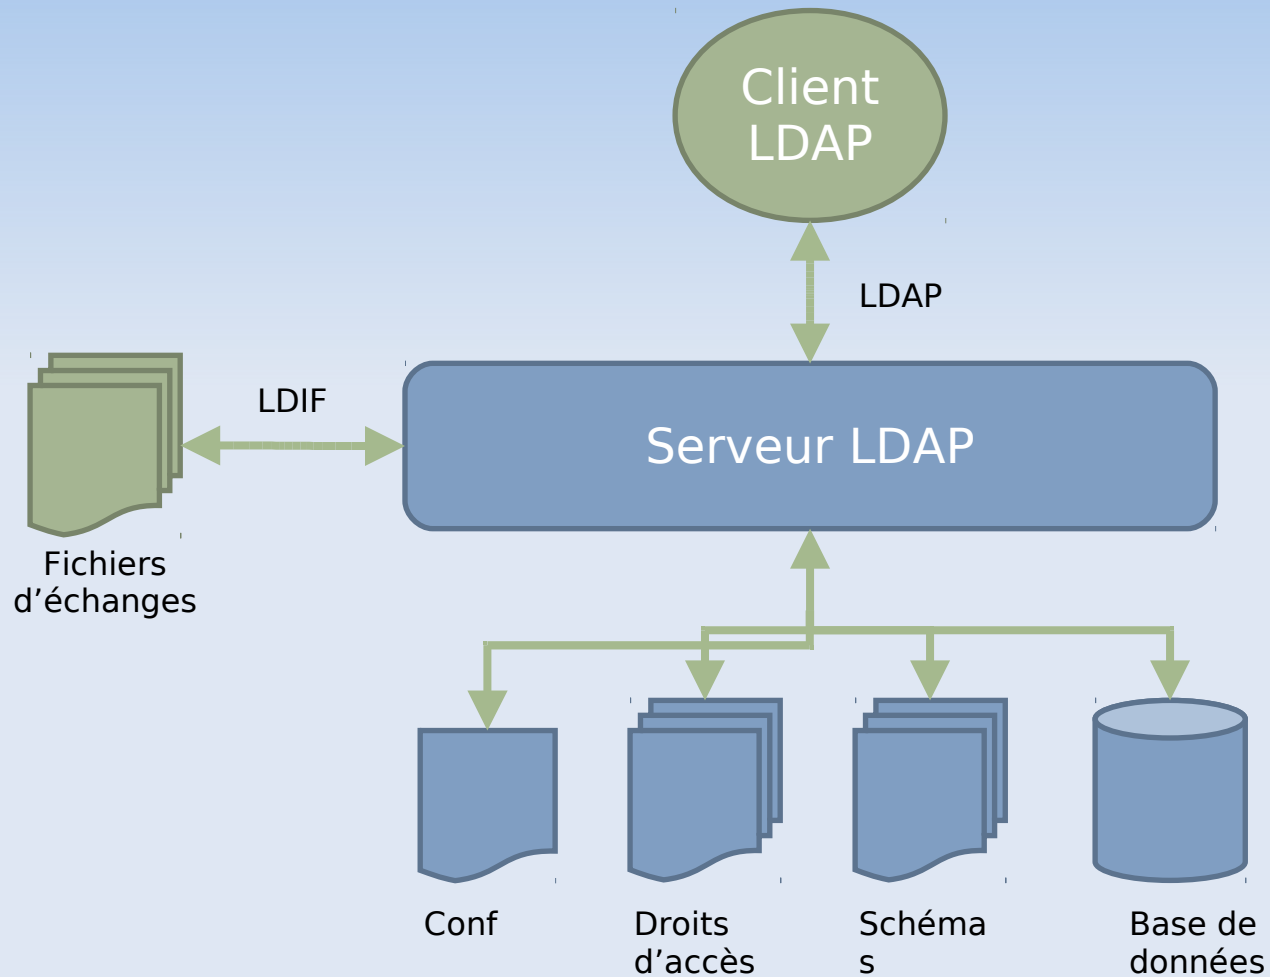 Client
LDAP
LDAP
LDIF
Serveur LDAP
Fichiers
d’échanges
Conf
Droits
d’accès
Schéma
s
Base de
données